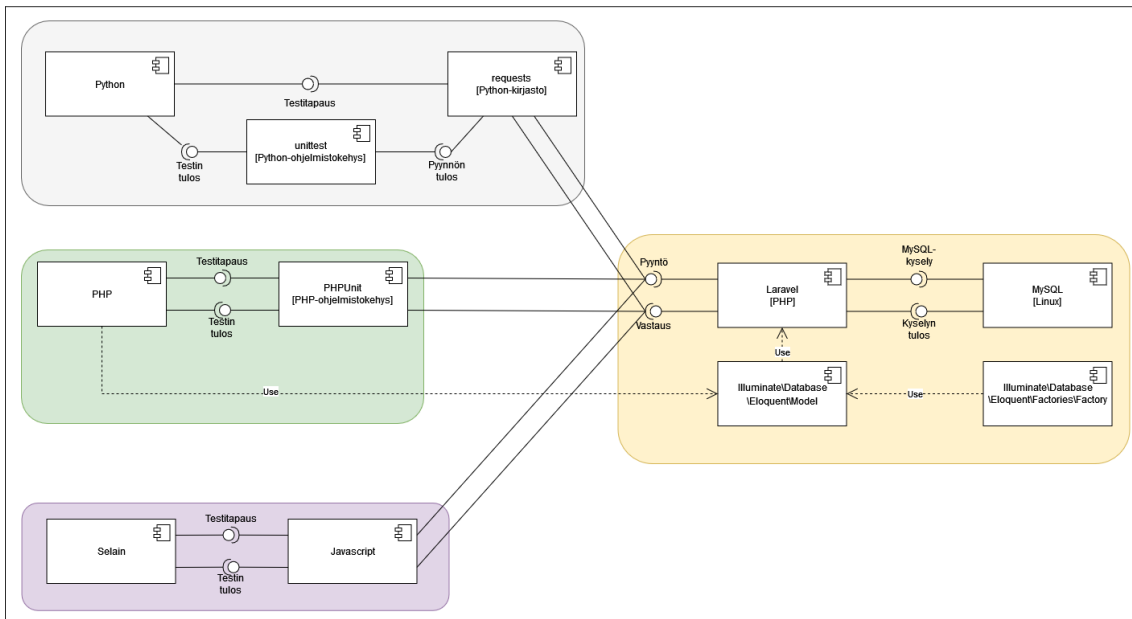 Python
Testitapaus
requests
[Python-kirjasto]
Testin
tulos
unittest
[Python-ohjelmistokehys]
Pyynnön
tulos
PHP
Testitapaus
Testin
tulos
PHPUnit
[PHP-ohjelmistokehys]
Use
Pyyntö
Vastaus
Laravel
[PHP]
MySQL-
kysely
Kyselyn
tulos
MySQL
[Linux]
Use
Illuminate\Database
\Eloquent\Model
Use
Illuminate\Database
\Eloquent\Factories\Factory
Selain
Testitapaus
Testin
tulos
Javascript